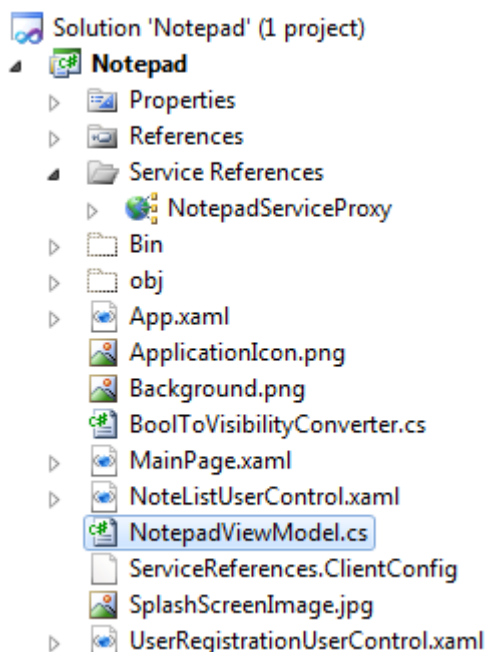 Solution 'Notepad' (1 project)
Notepad
Properties
References
Service References
NotepadServiceProxy
Bin
obj
App.xaml
ApplicationIcon.png
Background.png
BoolToVisibilityConverter.cs
MainPage.xaml
NoteListUserControl.xaml
NotepadViewModel.cs
ServiceReferences.ClientConfig
SplashScreenImage.jpg
UserRegistrationUserControl.xaml